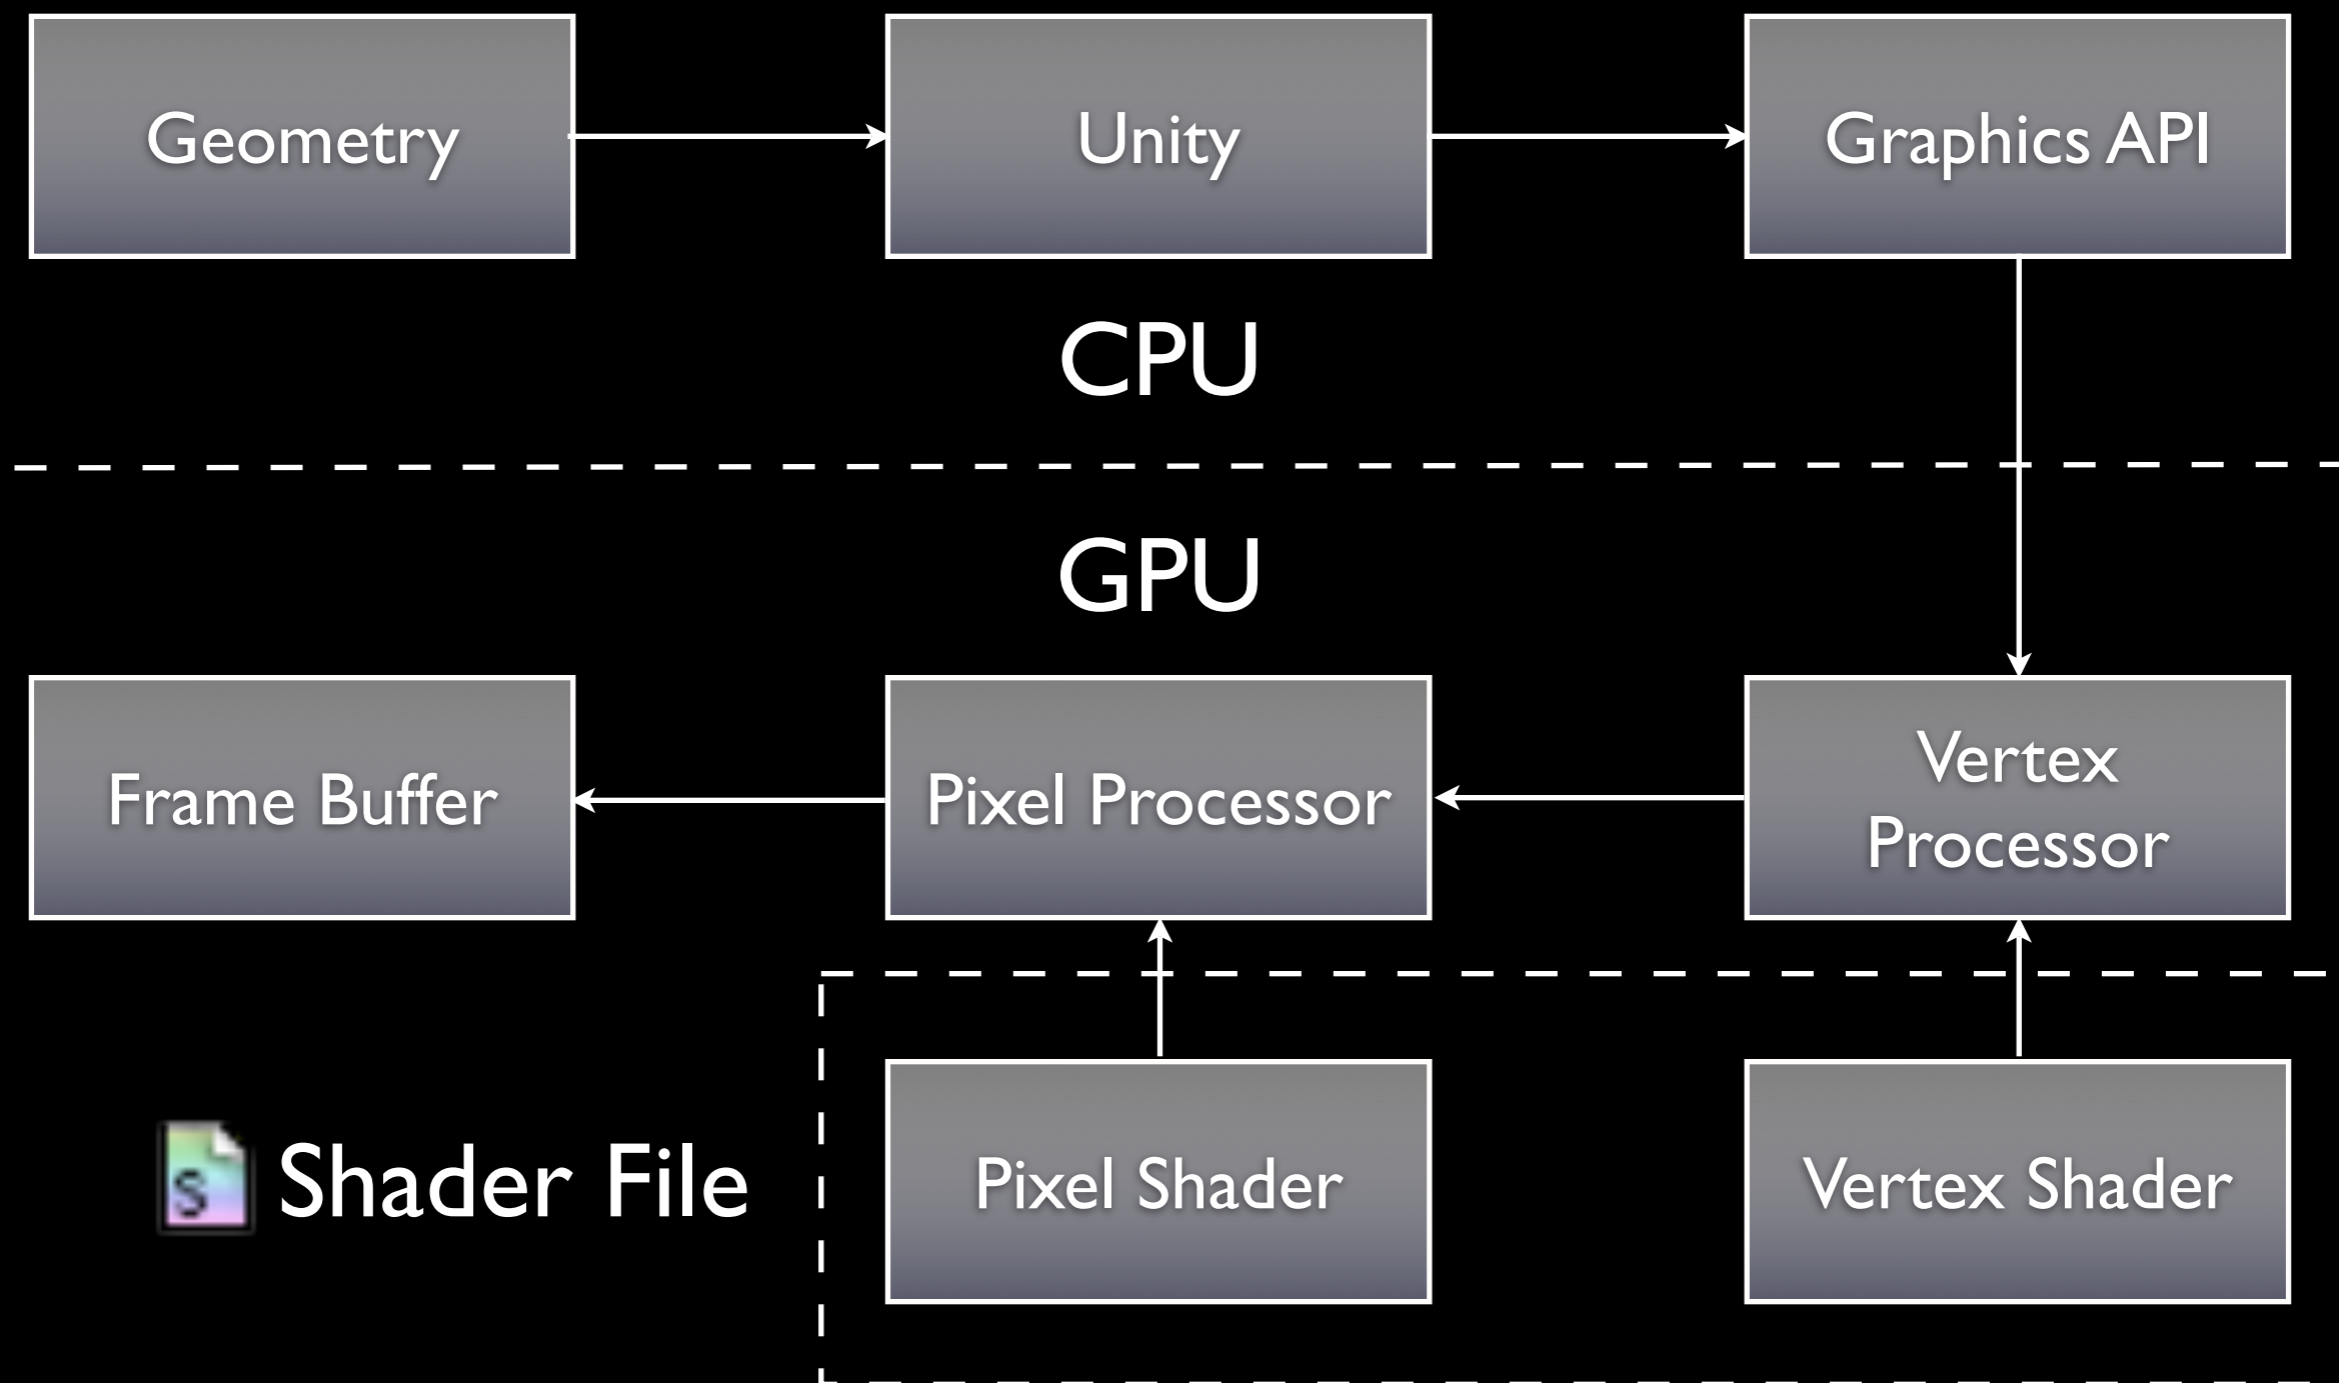 Geometry
Unity
Graphics API
CPU
GPU
Frame Buffer
Pixel Processor
Vertex
Processor
S
Shader File
Pixel Shader
Vertex Shader